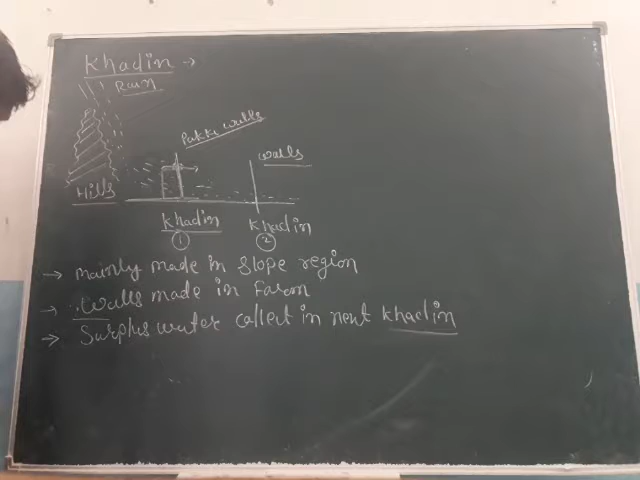 Khadin →
Rain
Pakki walls
walls
Hills
Khadin
Khadin
1
2
→ mainly made in slope region
→ walls made in Farm
→ Surplus water collect in next Khadin